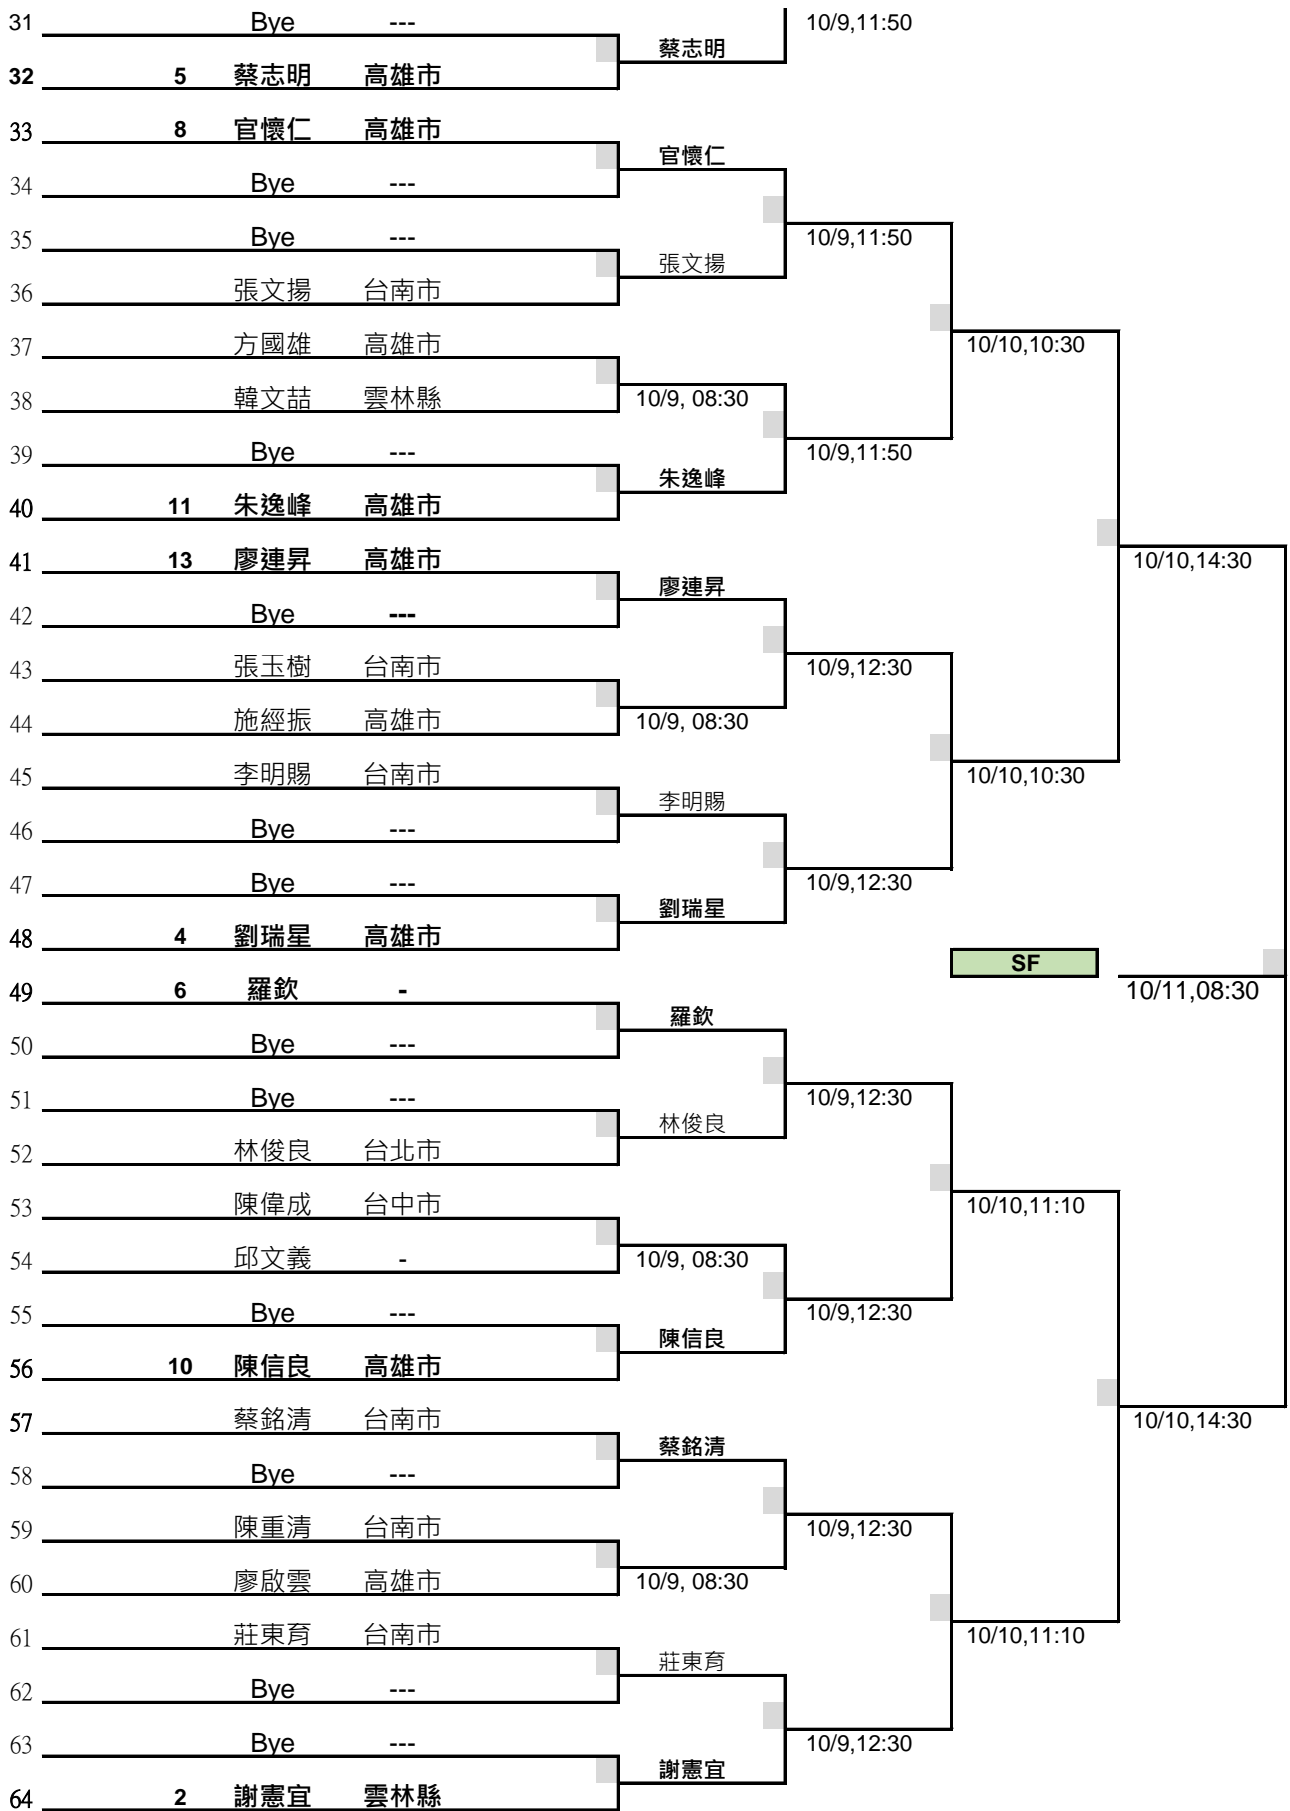 31 Bye --- 10/9,11:50
蔡志明
32 5 蔡志明 高雄市
33 8 官懷仁 高雄市
官懷仁
34 Bye ---
35 Bye --- 10/9,11:50
張文揚
36 張文揚 台南市
37 方國雄 高雄市 10/10,10:30
38 韓文喆 雲林縣 10/9, 08:30
39 Bye --- 10/9,11:50
朱逸峰
40 11 朱逸峰 高雄市
41 13 廖連昇 高雄市 10/10,14:30
廖連昇
42 Bye ---
43 張玉樹 台南市 10/9,12:30
44 施經振 高雄市 10/9, 08:30
45 李明賜 台南市 10/10,10:30
李明賜
46 Bye ---
47 Bye --- 10/9,12:30
劉瑞星
48 4 劉瑞星 高雄市
SF
49 6 羅欽 - 10/11,08:30
羅欽
50 Bye ---
51 Bye --- 10/9,12:30
林俊良
52 林俊良 台北市
53 陳偉成 台中市 10/10,11:10
54 邱文義 - 10/9, 08:30
55 Bye --- 10/9,12:30
陳信良
56 10 陳信良 高雄市
57 蔡銘清 台南市 10/10,14:30
蔡銘清
58 Bye ---
59 陳重清 台南市 10/9,12:30
60 廖啟雲 高雄市 10/9, 08:30
61 莊東育 台南市 10/10,11:10
莊東育
62 Bye ---
63 Bye --- 10/9,12:30
謝憲宜
64 2 謝憲宜 雲林縣